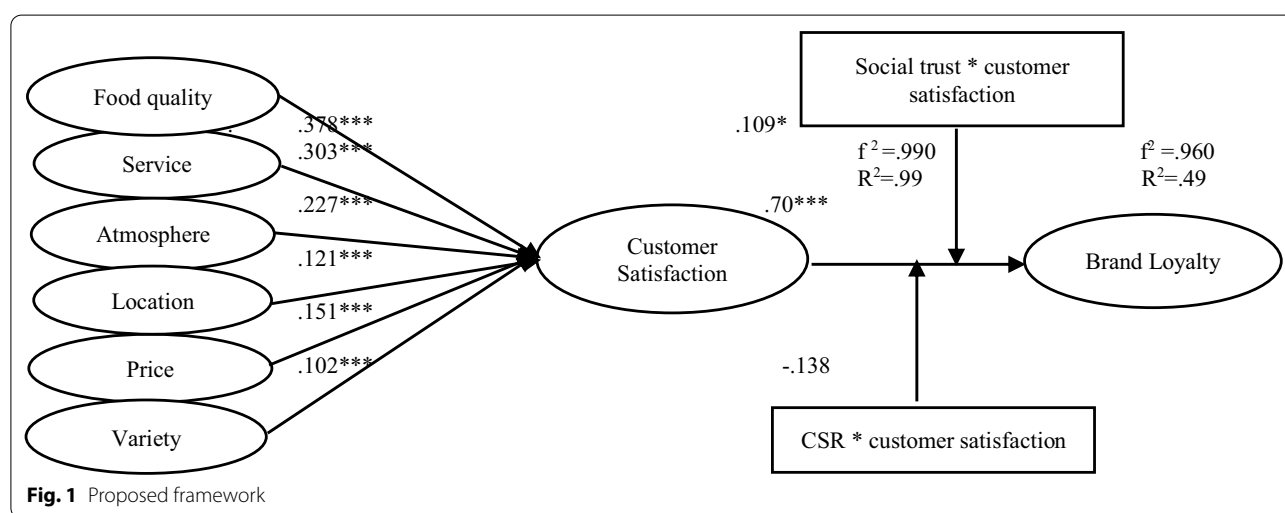 Food quality
Service
Atmosphere
Location
Price
Variety
.378***
.303***
.227***
.121***
.151***
.102***
Customer
Satisfaction
.109*
.70***
-.138
Social trust * customer
satisfaction
f² =.990
R²=.99
f²=.960
R²=.49
Brand Loyalty
CSR * customer satisfaction
Fig. 1 Proposed framework